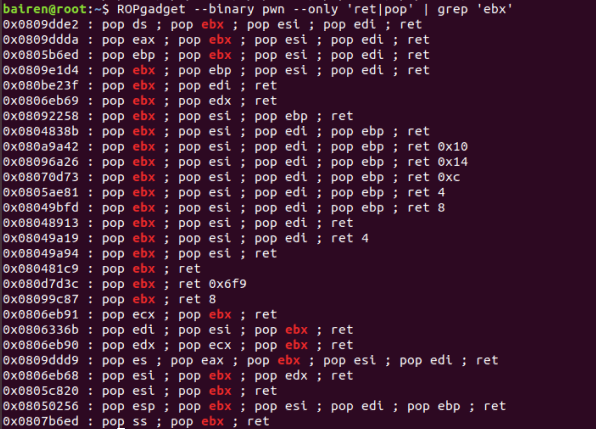 bairen@root:~$ ROPgadget --binary pwn --only 'ret|pop' | grep 'ebx'
0x0809dde2 : pop ds ; pop ebx ; pop esi ; pop edi ; ret
0x0809ddda : pop eax ; pop ebx ; pop esi ; pop edi ; ret
0x0805b6ed : pop ebp ; pop ebx ; pop esi ; pop edi ; ret
0x0809e1d4 : pop ebx ; pop ebp ; pop esi ; pop edi ; ret
0x080be23f : pop ebx ; pop edi ; ret
0x0806eb69 : pop ebx ; pop edx ; ret
0x08092258 : pop ebx ; pop esi ; pop ebp ; ret
0x0804838b : pop ebx ; pop esi ; pop edi ; pop ebp ; ret
0x080a9a42 : pop ebx ; pop esi ; pop edi ; pop ebp ; ret 0x10
0x08096a26 : pop ebx ; pop esi ; pop edi ; pop ebp ; ret 0x14
0x08070d73 : pop ebx ; pop esi ; pop edi ; pop ebp ; ret 0xc
0x0805ae81 : pop ebx ; pop esi ; pop edi ; pop ebp ; ret 4
0x08049bfd : pop ebx ; pop esi ; pop edi ; pop ebp ; ret 8
0x08048913 : pop ebx ; pop esi ; pop edi ; ret
0x08049a19 : pop ebx ; pop esi ; pop edi ; ret 4
0x08049a94 : pop ebx ; pop esi ; ret
0x080481c9 : pop ebx ; ret
0x080d7d3c : pop ebx ; ret 0x6f9
0x08099c87 : pop ebx ; ret 8
0x0806eb91 : pop ecx ; pop ebx ; ret
0x0806336b : pop edi ; pop esi ; pop ebx ; ret
0x0806eb90 : pop edx ; pop ecx ; pop ebx ; ret
0x0809ddd9 : pop es ; pop eax ; pop ebx ; pop esi ; pop edi ; ret
0x0806eb68 : pop esi ; pop ebx ; pop edx ; ret
0x0805c820 : pop esi ; pop ebx ; ret
0x08050256 : pop esp ; pop ebx ; pop esi ; pop edi ; pop ebp ; ret
0x0807b6ed : pop ss ; pop ebx ; ret